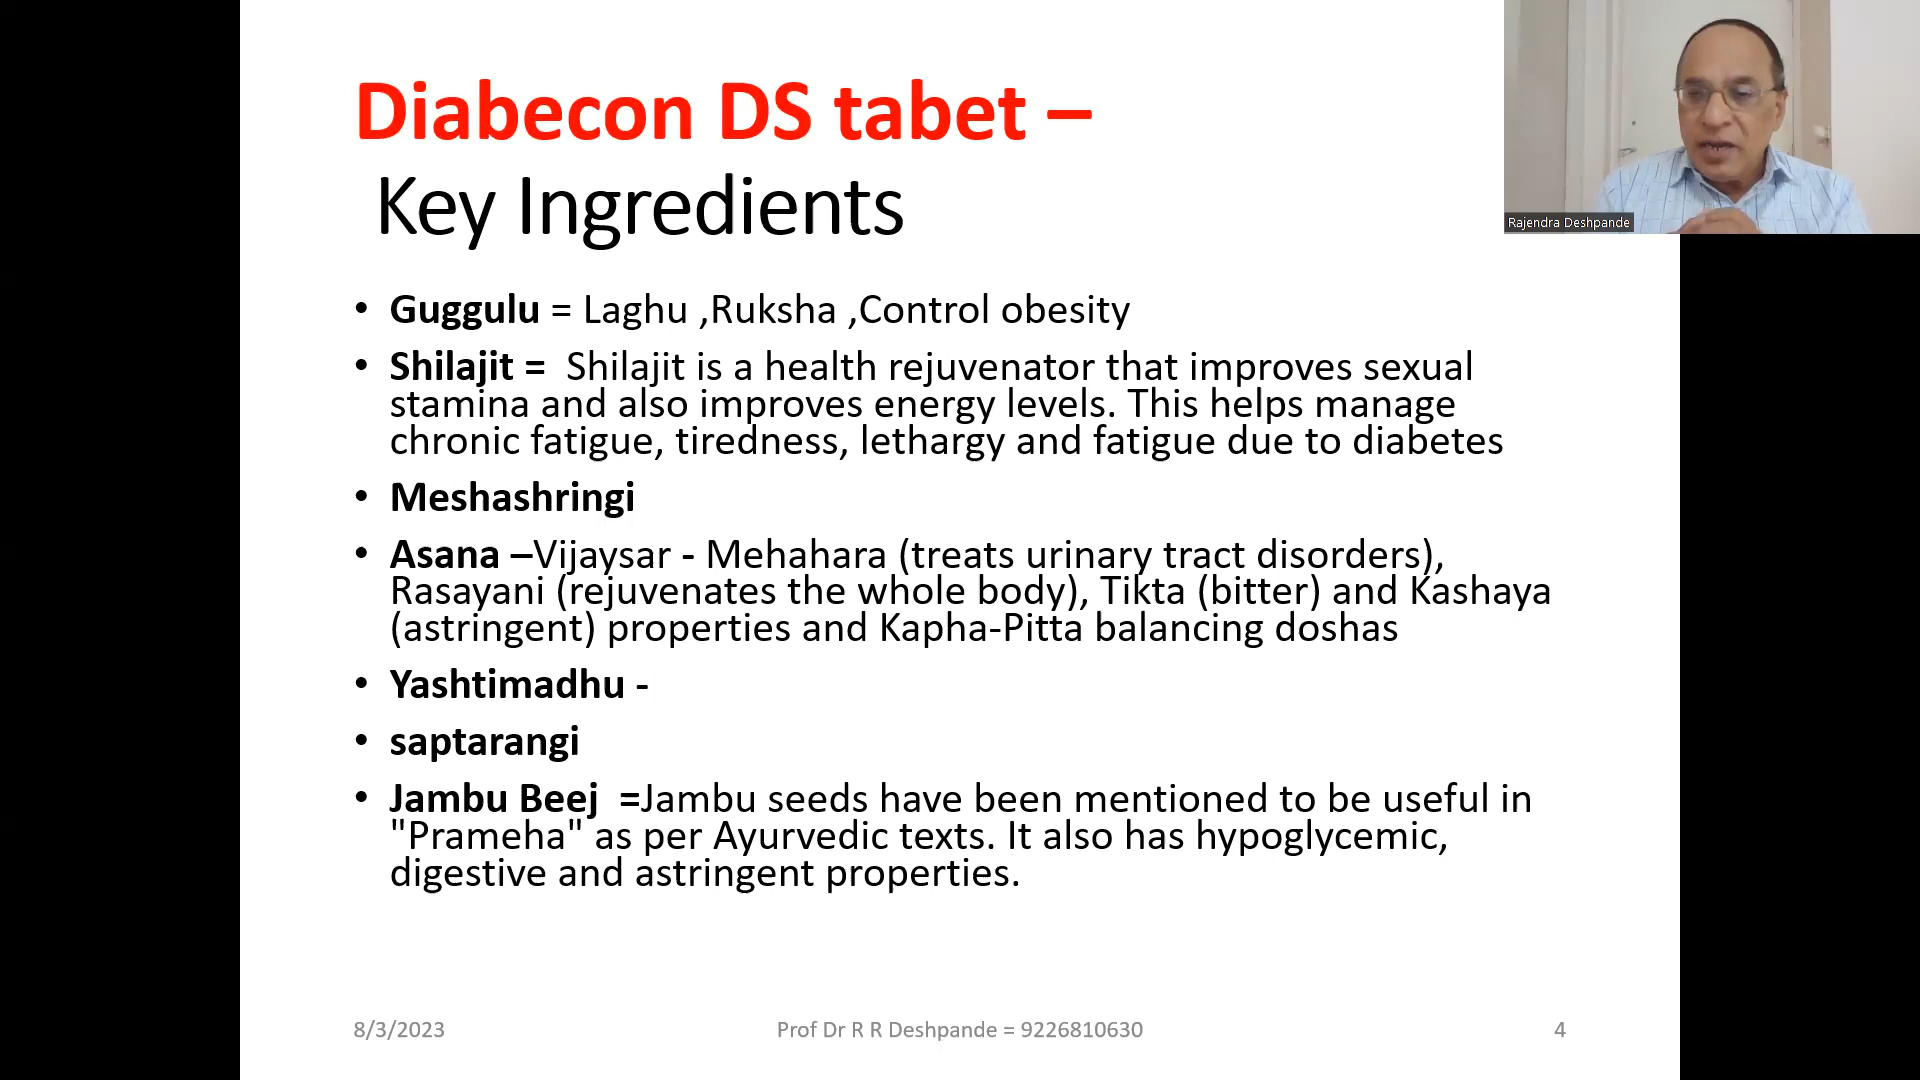 Diabecon DS tabet –
Key Ingredients
Rajendra Deshpande
• Guggulu = Laghu ,Ruksha ,Control obesity
• Shilajit = Shilajit is a health rejuvenator that improves sexual
stamina and also improves energy levels. This helps manage
chronic fatigue, tiredness, lethargy and fatigue due to diabetes
• Meshashringi
• Asana –Vijaysar - Mehahara (treats urinary tract disorders),
Rasayani (rejuvenates the whole body), Tikta (bitter) and Kashaya
(astringent) properties and Kapha-Pitta balancing doshas
• Yashtimadhu -
• saptarangi
• Jambu Beej =Jambu seeds have been mentioned to be useful in
"Prameha" as per Ayurvedic texts. It also has hypoglycemic,
digestive and astringent properties.
8/3/2023 Prof Dr R R Deshpande = 9226810630 4